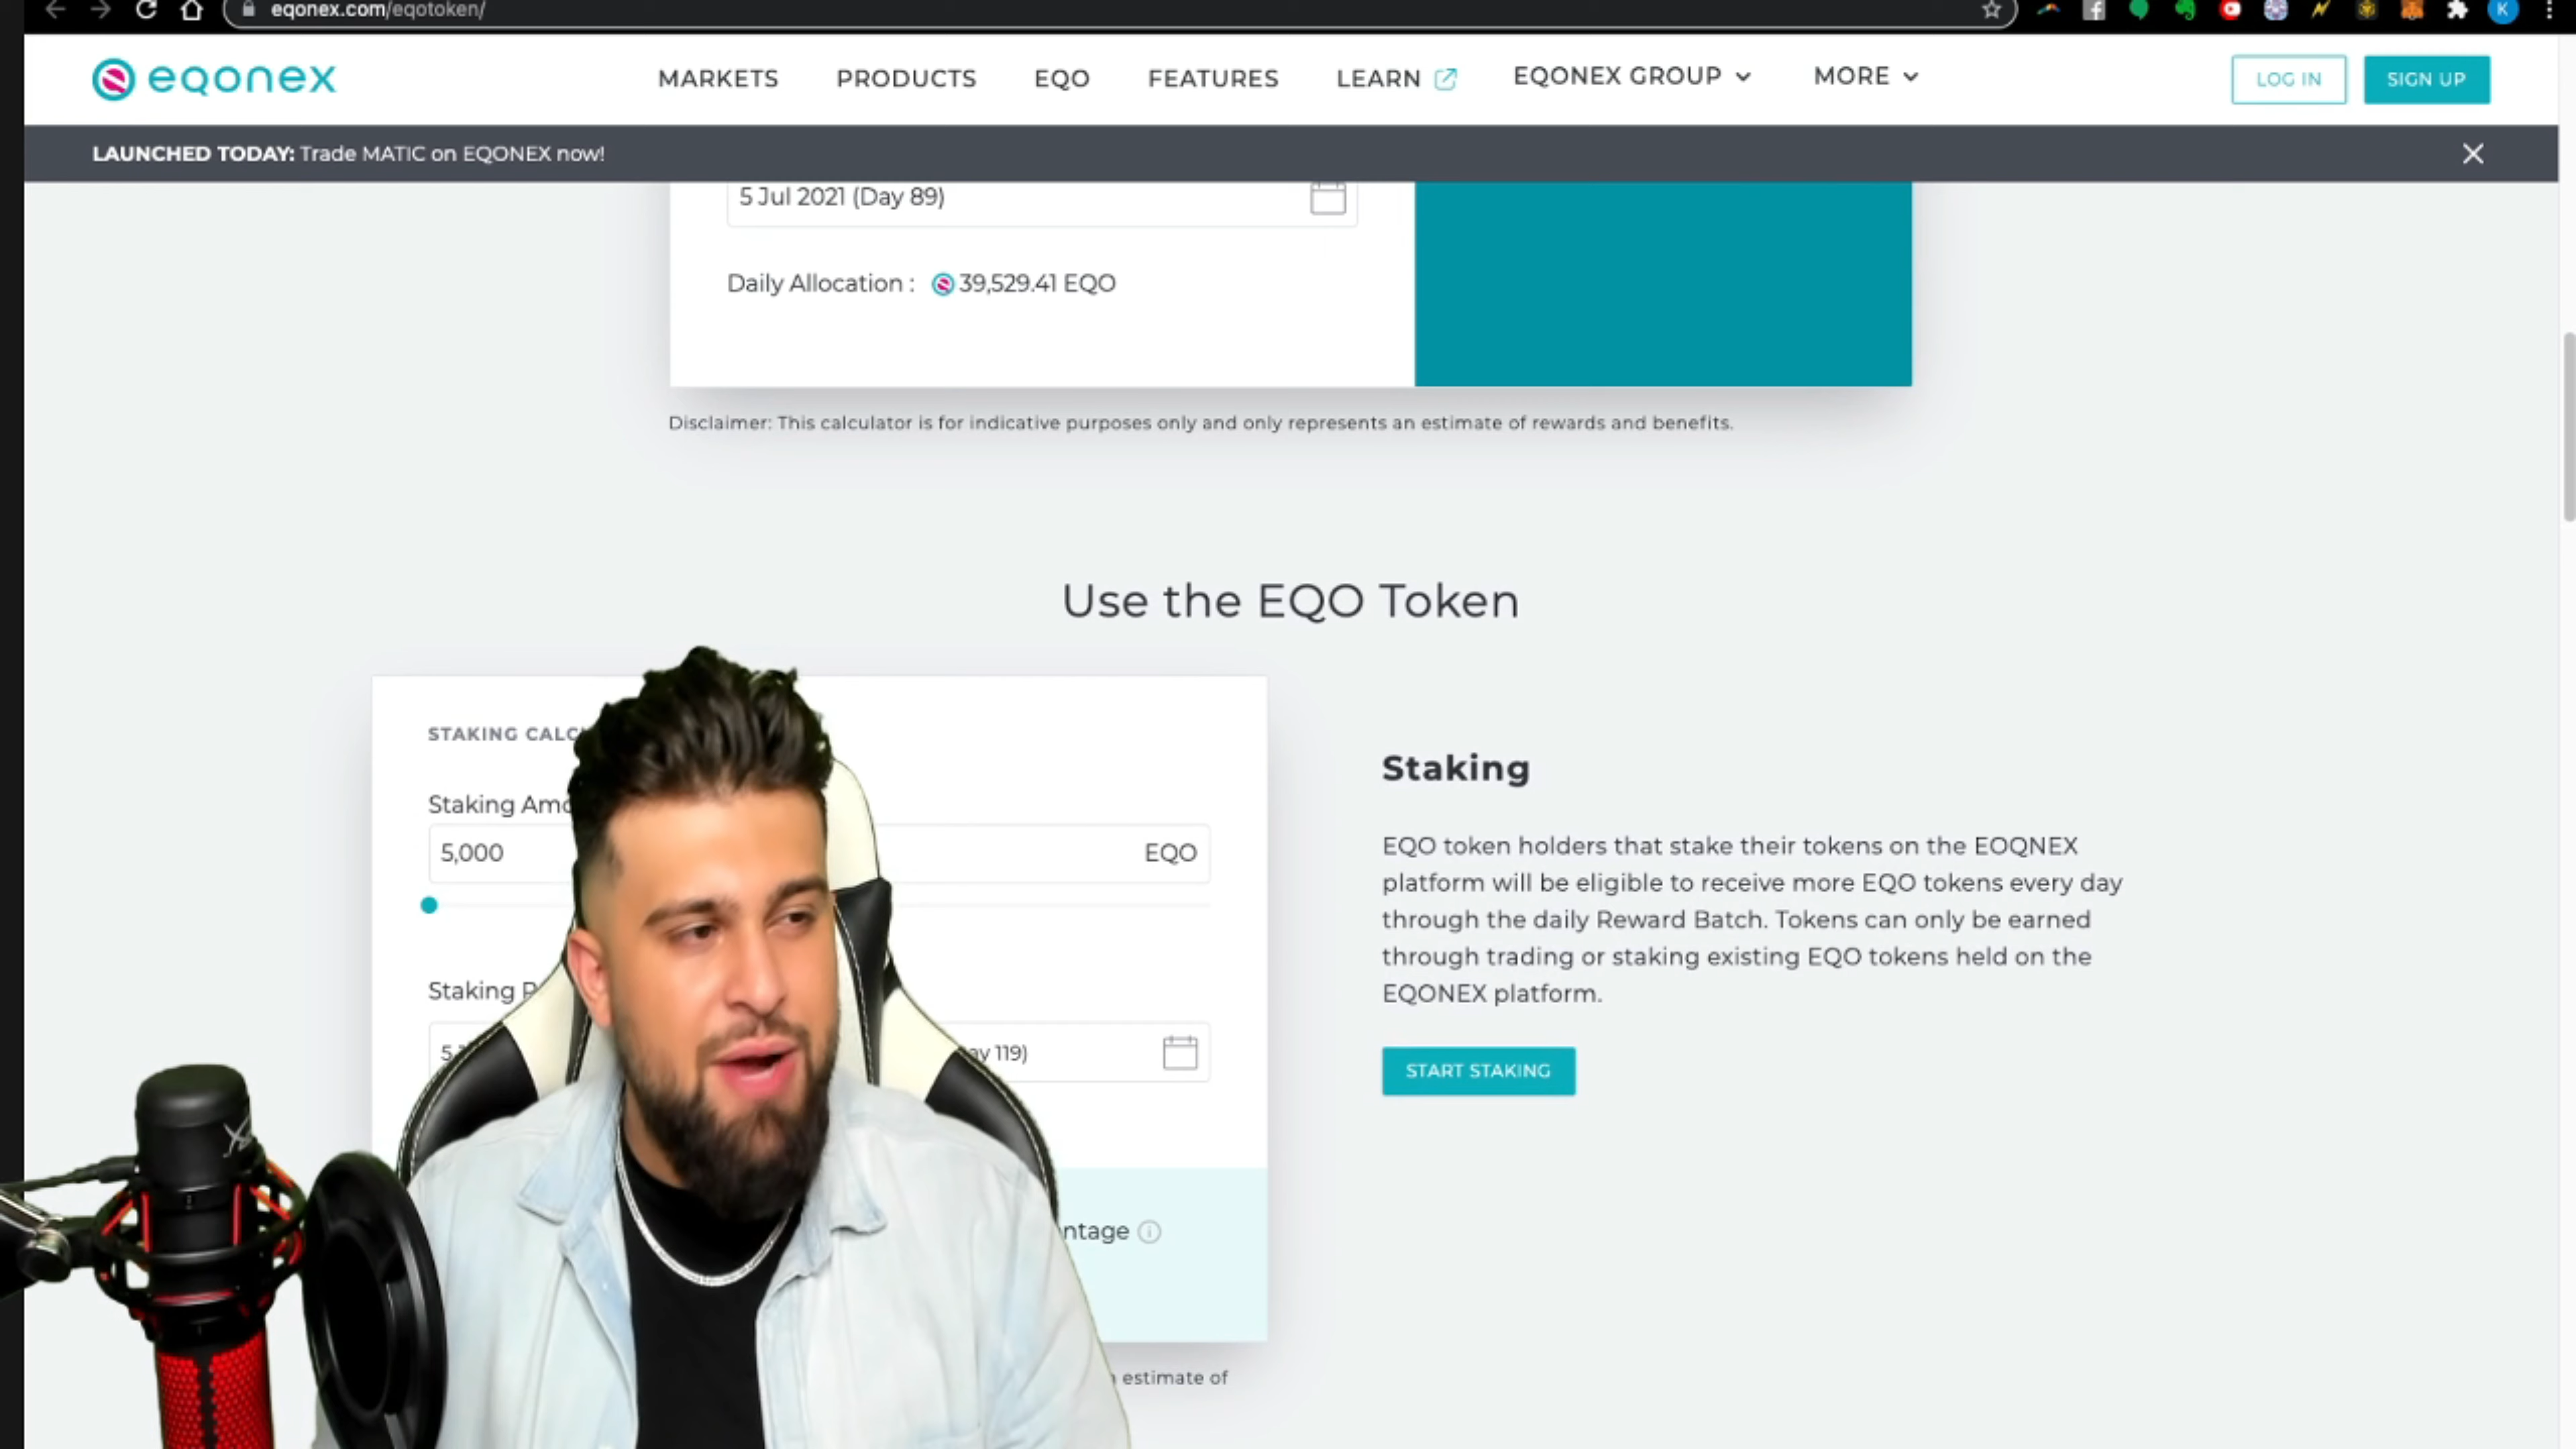 eqonex.com/eqotoken/
K
eqonex
MARKETS
PRODUCTS
EQO
FEATURES
LEARN
EQONEX GROUP
MORE
LOG IN
SIGN UP
LAUNCHED TODAY: Trade MATIC on EQONEX now!
5 Jul 2021 (Day 89)
Daily Allocation : 39,529.41 EQO
Disclaimer: This calculator is for indicative purposes only and only represents an estimate of rewards and benefits.
Use the EQO Token
STAKING
Staking
5,000
EQO
Staking
119)
estimate of
Staking
EQO token holders that stake their tokens on the EOQNEX
platform will be eligible to receive more EQO tokens every day
through the daily Reward Batch. Tokens can only be earned
through trading or staking existing EQO tokens held on the
EQONEX platform.
START STAKING